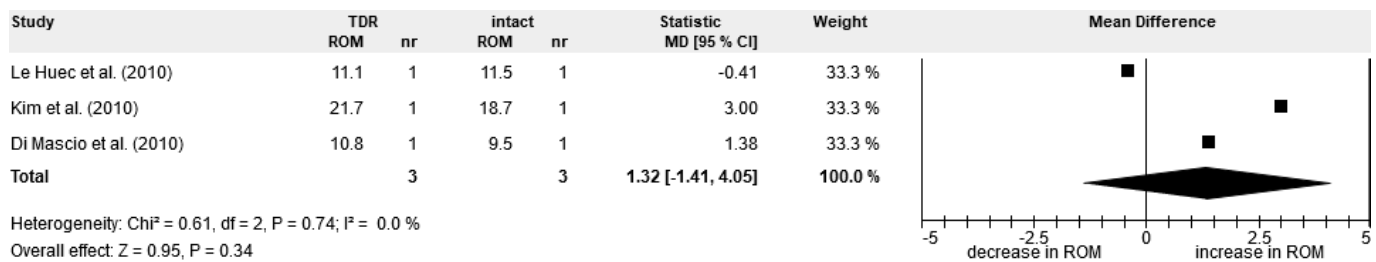 Study TDR intact Statistic Weight Mean Difference
ROM nr ROM nr MD [95 % CI]
Le Huec et al. (2010) 11.1 1 11.5 1 -0.41 33.3 %
Kim et al. (2010) 21.7 1 18.7 1 3.00 33.3 %
Di Mascio et al. (2010) 10.8 1 9.5 1 1.38 33.3 %
Total 3 3 1.32 [-1.41, 4.05] 100.0 %
Heterogeneity: Chi² = 0.61, df = 2, P = 0.74; I² = 0.0 %
Overall effect: Z = 0.95, P = 0.34
-5 -2.5 0 2.5 5
decrease in ROM increase in ROM